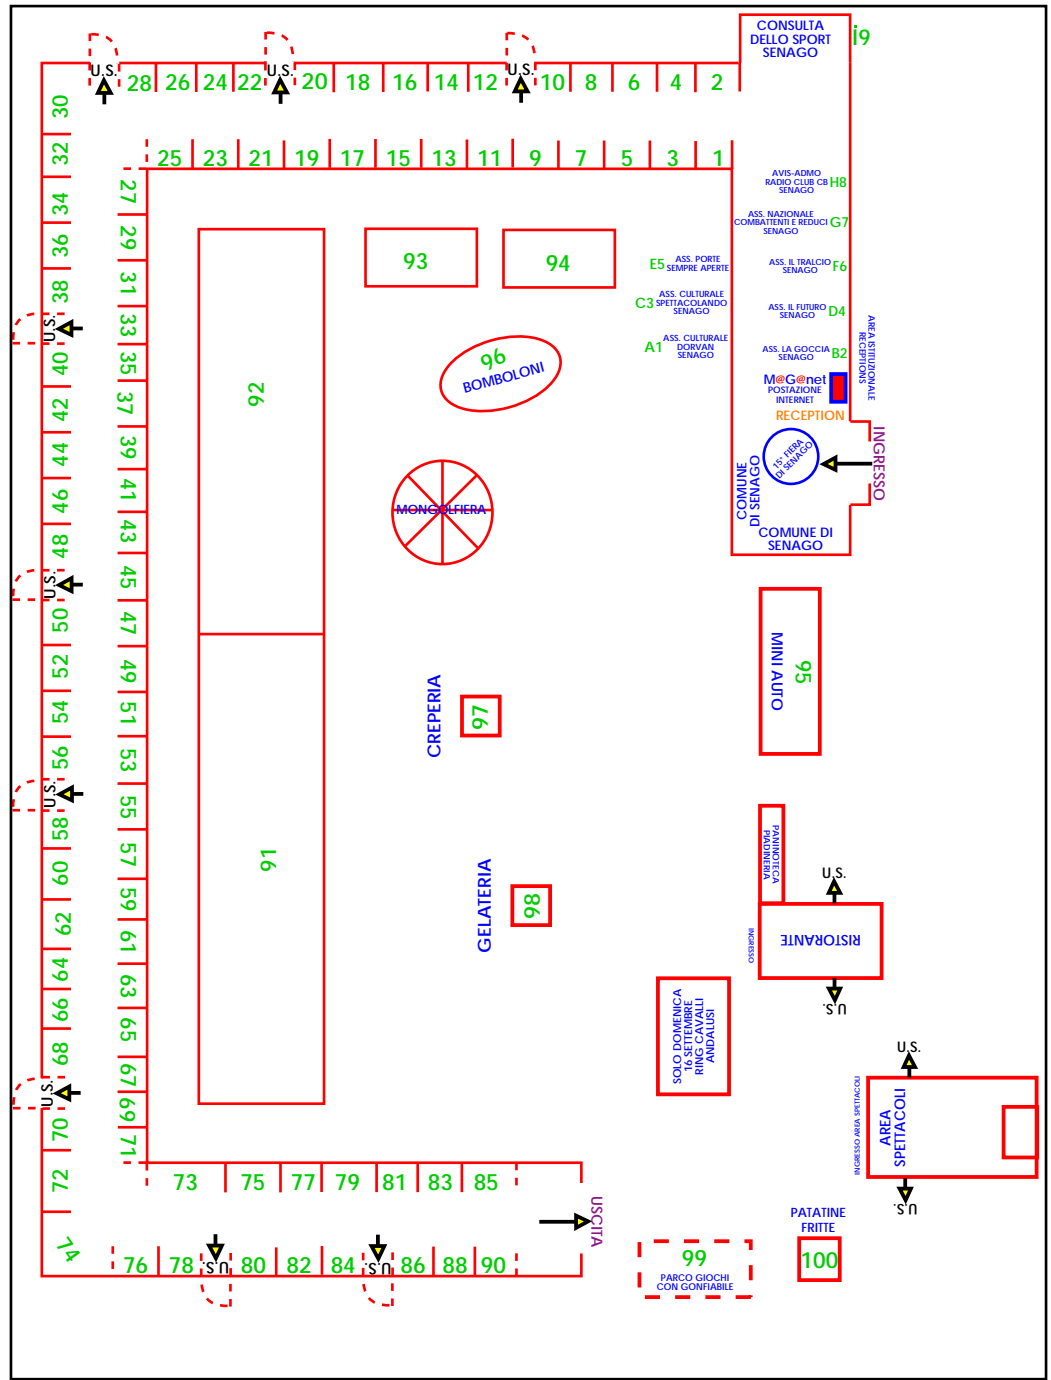 CONSULTA
DELLO SPORT
SENAGO
i9
U.S.
U.S.
U.S.
28 26 24 22 20 18 16 14 12 10 8 6 4 2
30
32
34
36
38
U.S.
40
42
44
46
48
U.S.
50
52
54
56
U.S.
58
60
62
64
66
68
U.S.
70
72
74
25 23 21 19 17 15 13 11 9 7 5 3 1
27
29
31
33
35
37
39
41
43
45
47
49
51
53
55
57
59
61
63
65
67
69
71
92
91
93
94
96
BOMBOLONI
MONGOLFIERA
AVIS-ADMO
RADIO CLUB CB
SENAGO
H8
ASS. NAZIONALE
COMBATTENTI E REDUCI
SENAGO
G7
E5
ASS. PORTE
SEMPRE APERTE
ASS. IL TRALCIO
SENAGO
F6
C3
ASS. CULTURALE
SPETTACOLANDO
SENAGO
ASS. IL FUTURO
SENAGO
D4
A1
ASS. CULTURALE
DORVAN
SENAGO
ASS. LA GOCCIA
SENAGO
B2
AREA ISTITUZIONALE
RECEPTIONS
M@G@net
POSTAZIONE
INTERNET
RECEPTION
15° FIERA
DI SENAGO
INGRESSO
COMUNE
DI SENAGO
COMUNE DI
SENAGO
MINI AUTO
95
CREPERIA
97
GELATERIA
98
PANINOTECA
PIADINERIA
U.S.
RISTORANTE
INGRESSO
U.S.
SOLO DOMENICA
16 SETTEMBRE
RING CAVALLI
ANDALUSI
U.S.
INGRESSO AREA SPETTACOLI
AREA
SPETTACOLI
U.S.
73 75 77 79 81 83 85
USCITA
76 78 U.S. 80 82 84 U.S. 86 88 90
99
PARCO GIOCHI
CON GONFIABILE
PATATINE
FRITTE
100